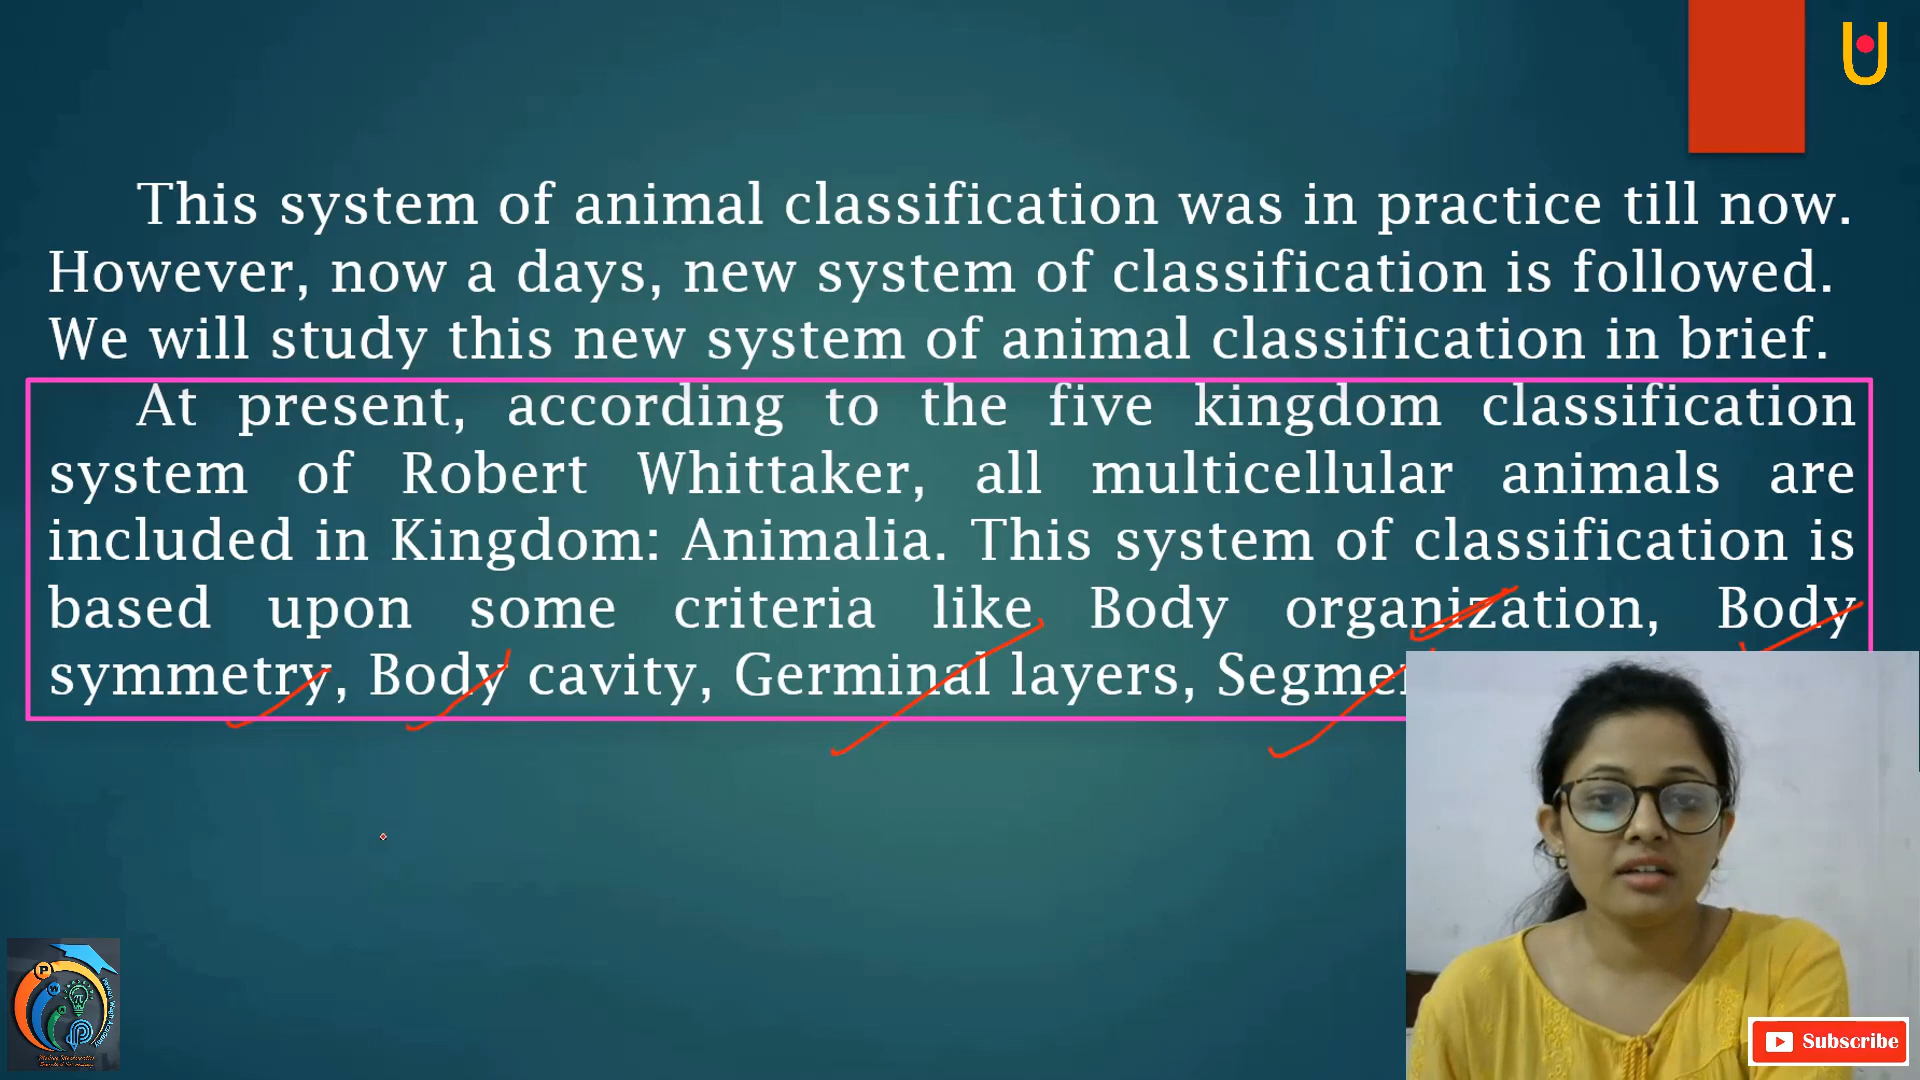 This system of animal classification was in practice till now.
However, now a days, new system of classification is followed.
We will study this new system of animal classification in brief.
At present, according to the five kingdom classification
system of Robert Whittaker, all multicellular animals are
included in Kingdom: Animalia. This system of classification is
based upon some criteria like Body organization, Body
symmetry, Body cavity, Germinal layers,
Subscribe